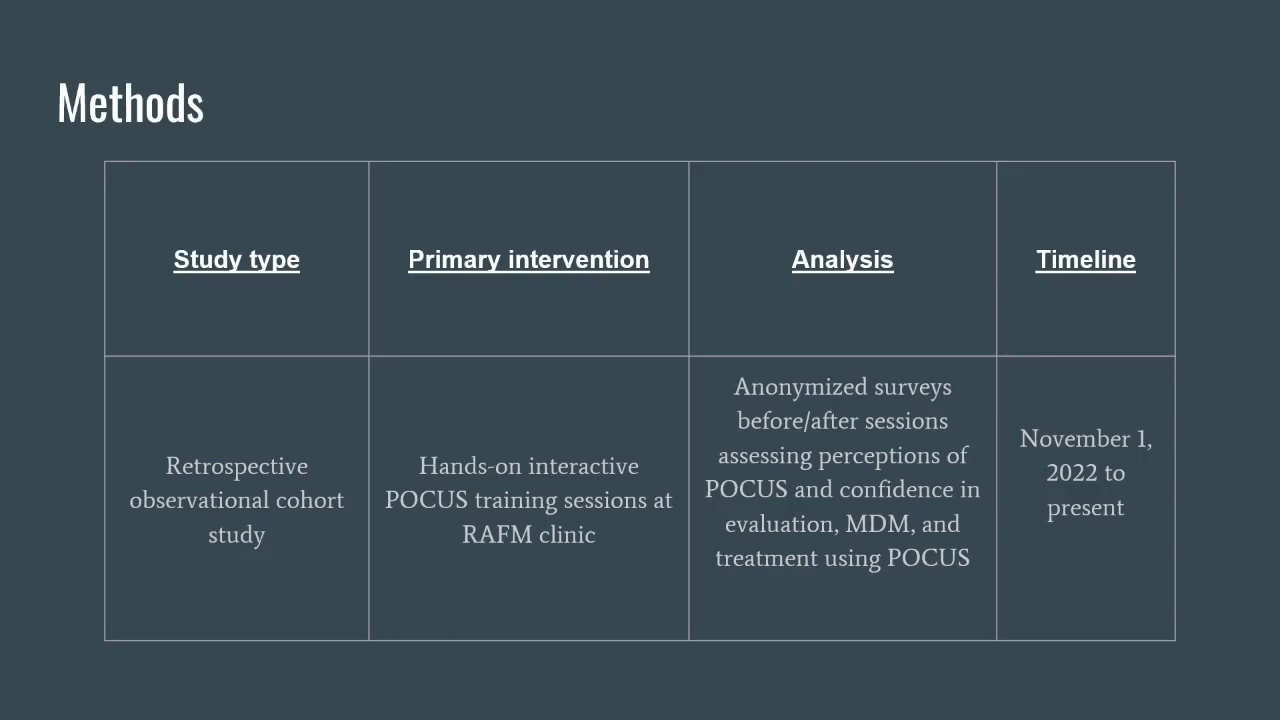 Methods
Study type
Primary intervention
Analysis
Timeline
Retrospective
observational cohort
study
Hands-on interactive
POCUS training sessions at
RAFM clinic
Anonymized surveys
before/after sessions
assessing perceptions of
POCUS and confidence in
evaluation, MDM, and
treatment using POCUS
November 1,
2022 to
present